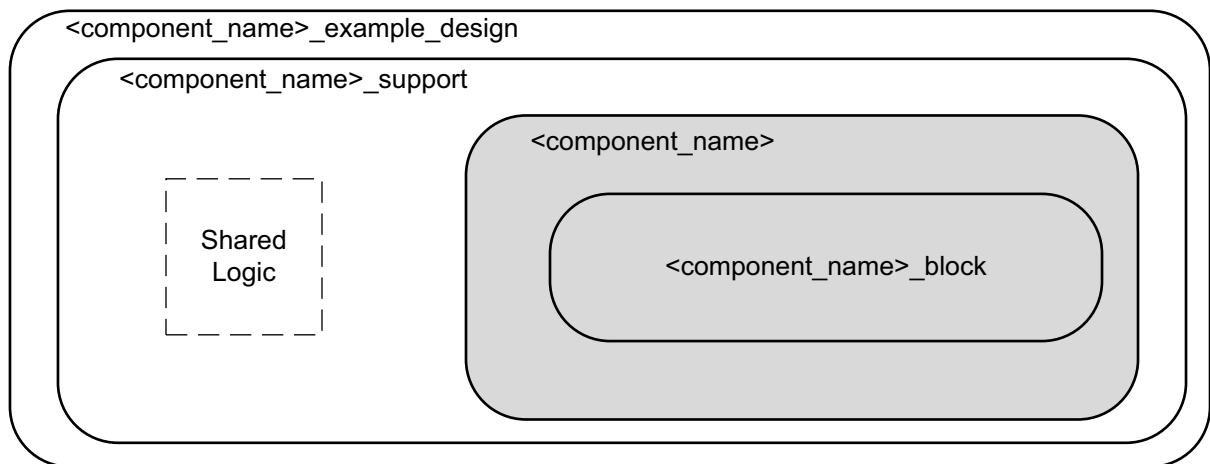 <component_name>_example_design
<component_name>_support
<component_name>
Shared
Logic
<component_name>_block